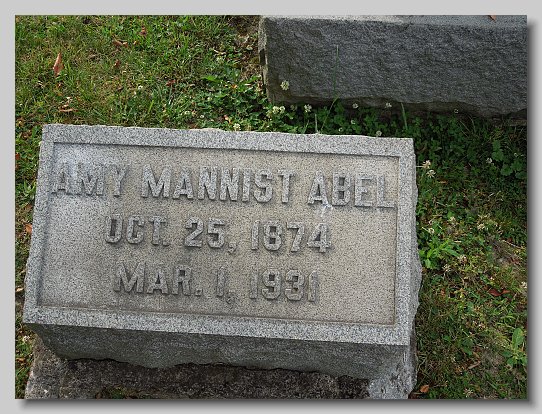 AMY MANNIST ABEL
OCT. 25, 1874
MAR. 1, 1931